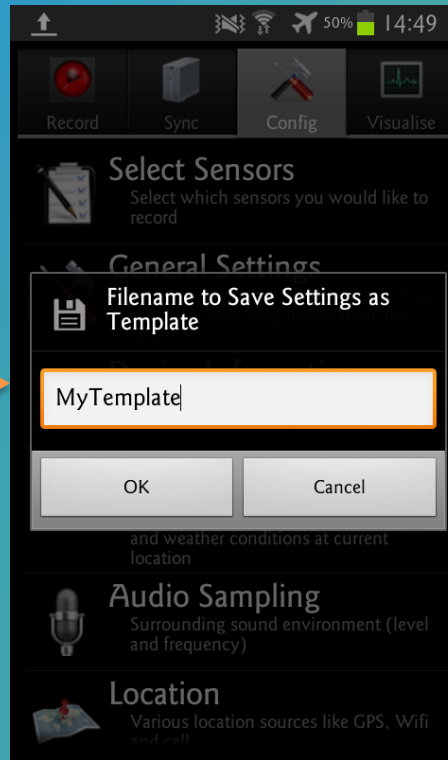 50% 14:49
Record Sync Config Visualise
Select Sensors
Select which sensors you would like to
record
General Settings
Filename to Save Settings as
Template
MyTemplate
OK Cancel
and weather conditions at current
location
Audio Sampling
Surrounding sound environment (level
and frequency)
Location
Various location sources like GPS, Wifi
and cell